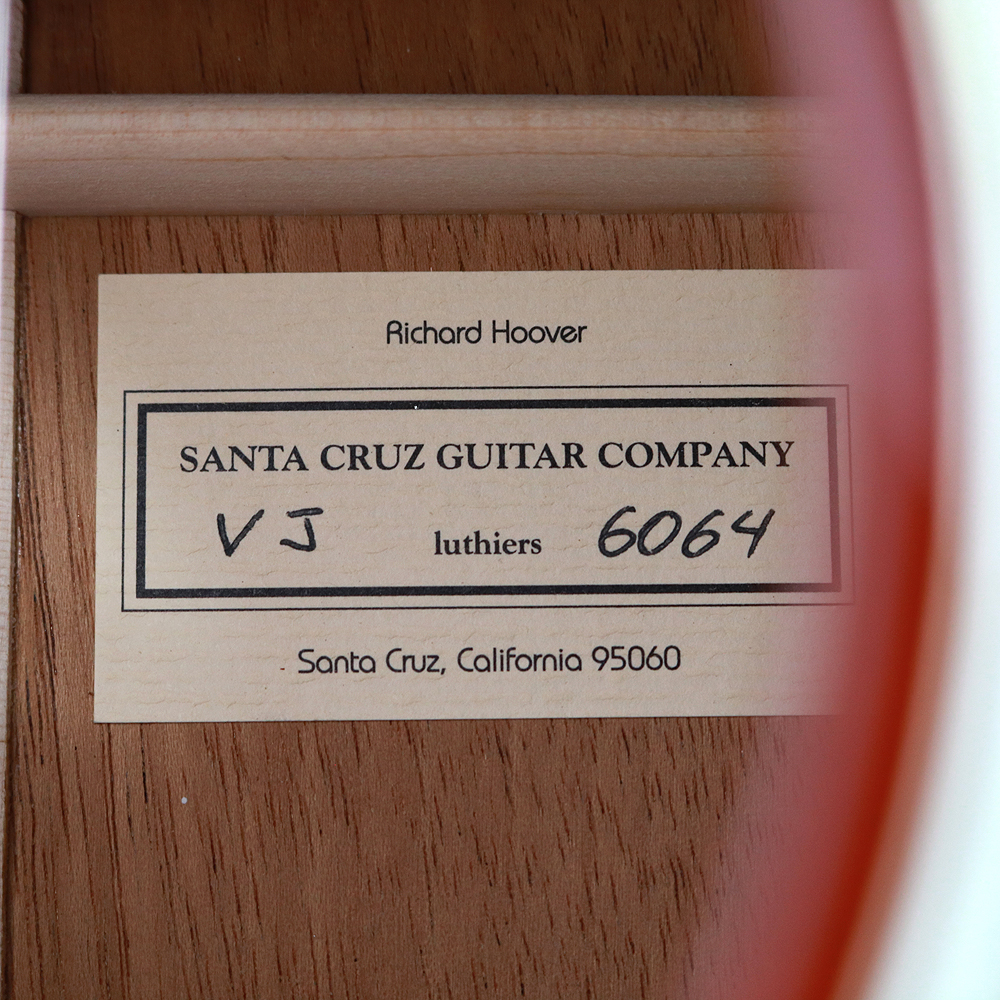 Richard Hoover
SANTA CRUZ GUITAR COMPANY
VJ luthiers 6064
Santa Cruz, California 95060